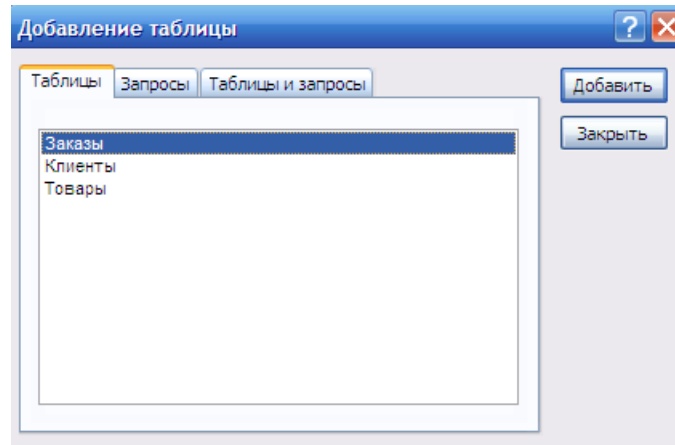 Добавление таблицы
Таблицы Запросы Таблицы и запросы
Добавить
Закрыть
Заказы
Клиенты
Товары